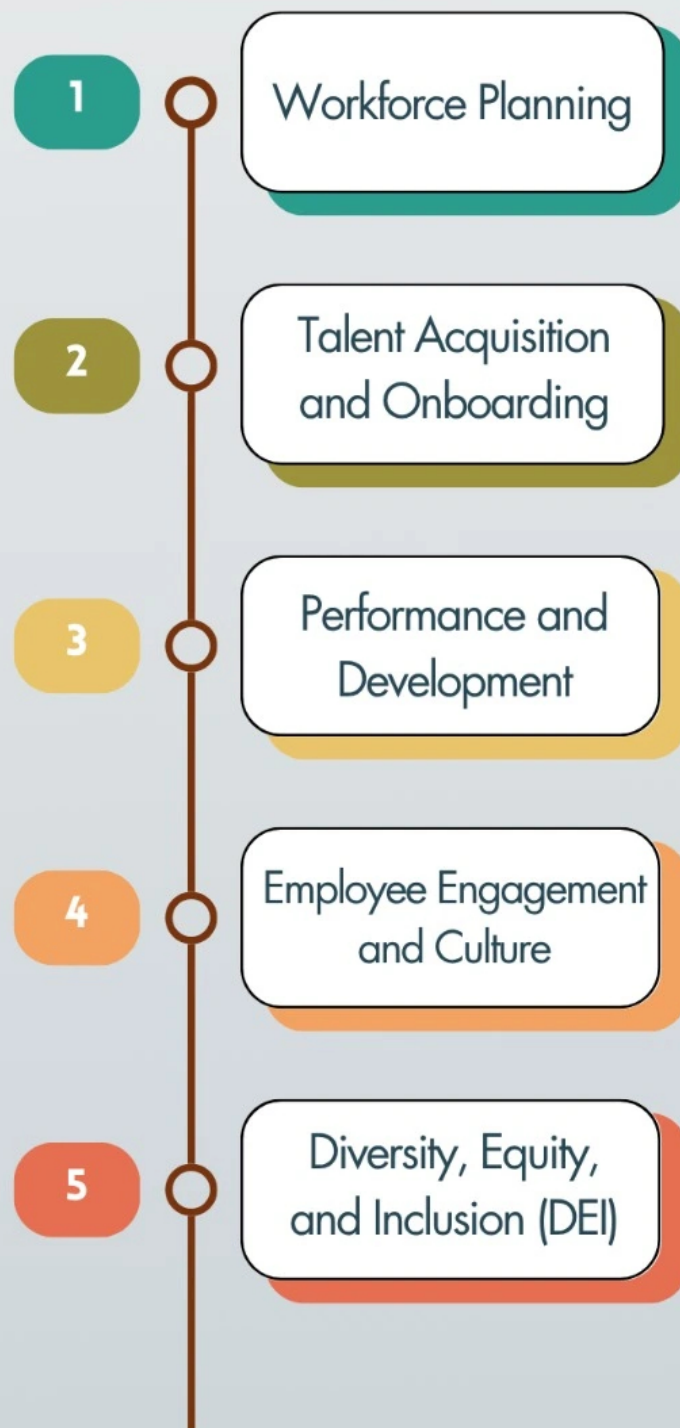 1
Workforce Planning
2
Talent Acquisition
and Onboarding
3
Performance and
Development
4
Employee Engagement
and Culture
5
Diversity, Equity,
and Inclusion (DEI)